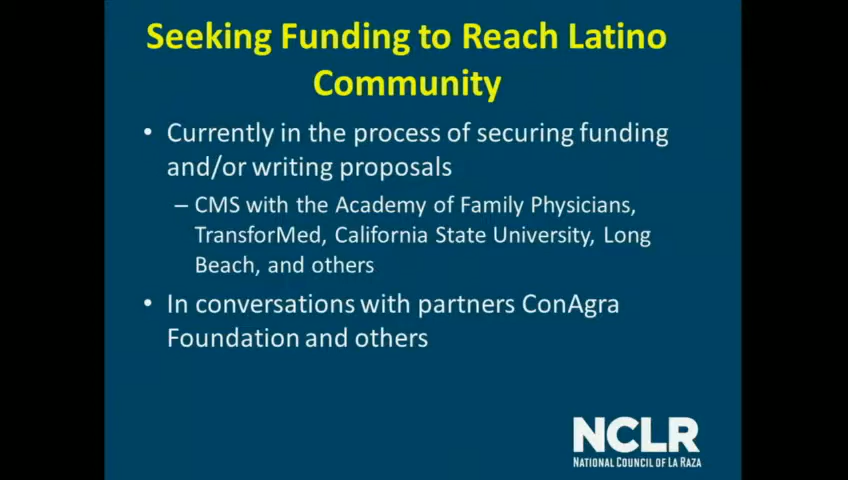 Seeking Funding to Reach Latino
Community
• Currently in the process of securing funding
and/or writing proposals
– CMS with the Academy of Family Physicians,
TransforMed, California State University, Long
Beach, and others
• In conversations with partners ConAgra
Foundation and others
NCLR
NATIONAL COUNCIL OF LA RAZA